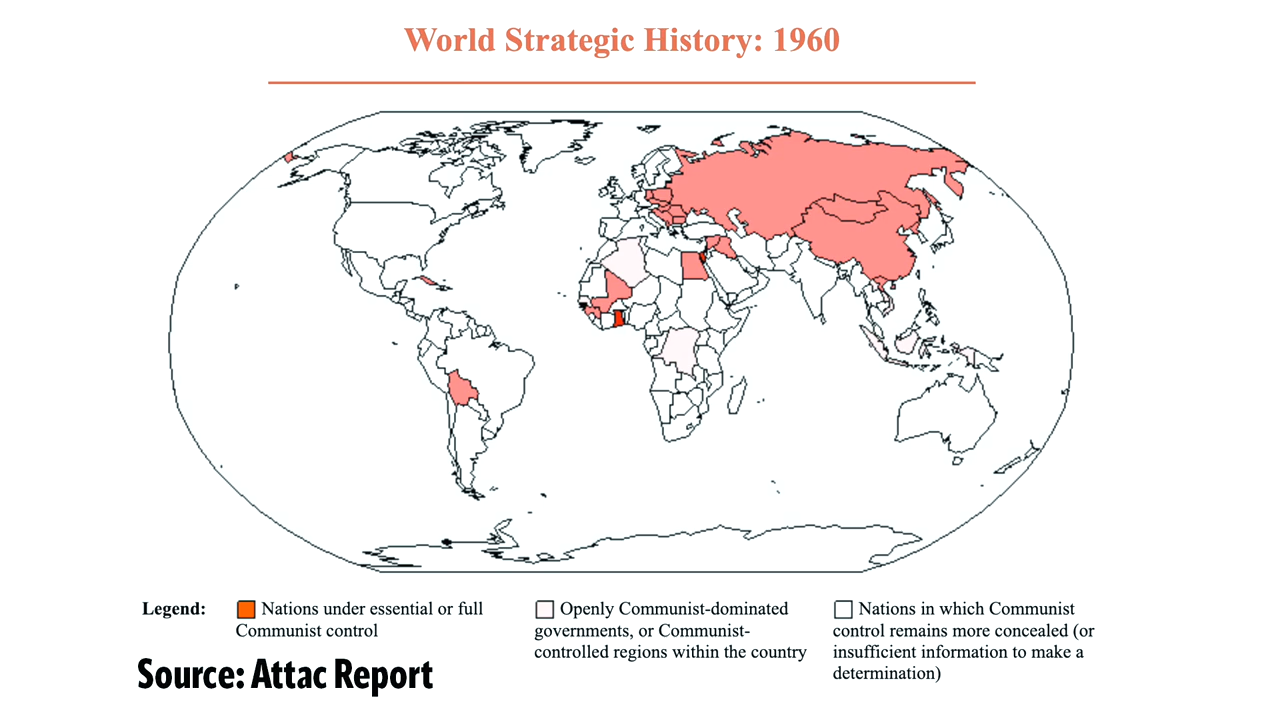 World Strategic History: 1960
Legend:
Nations under essential or full
Communist control
Openly Communist-dominated
governments, or Communist-
controlled regions within the country
Nations in which Communist
control remains more concealed (or
insufficient information to make a
determination)
Source: Attac Report